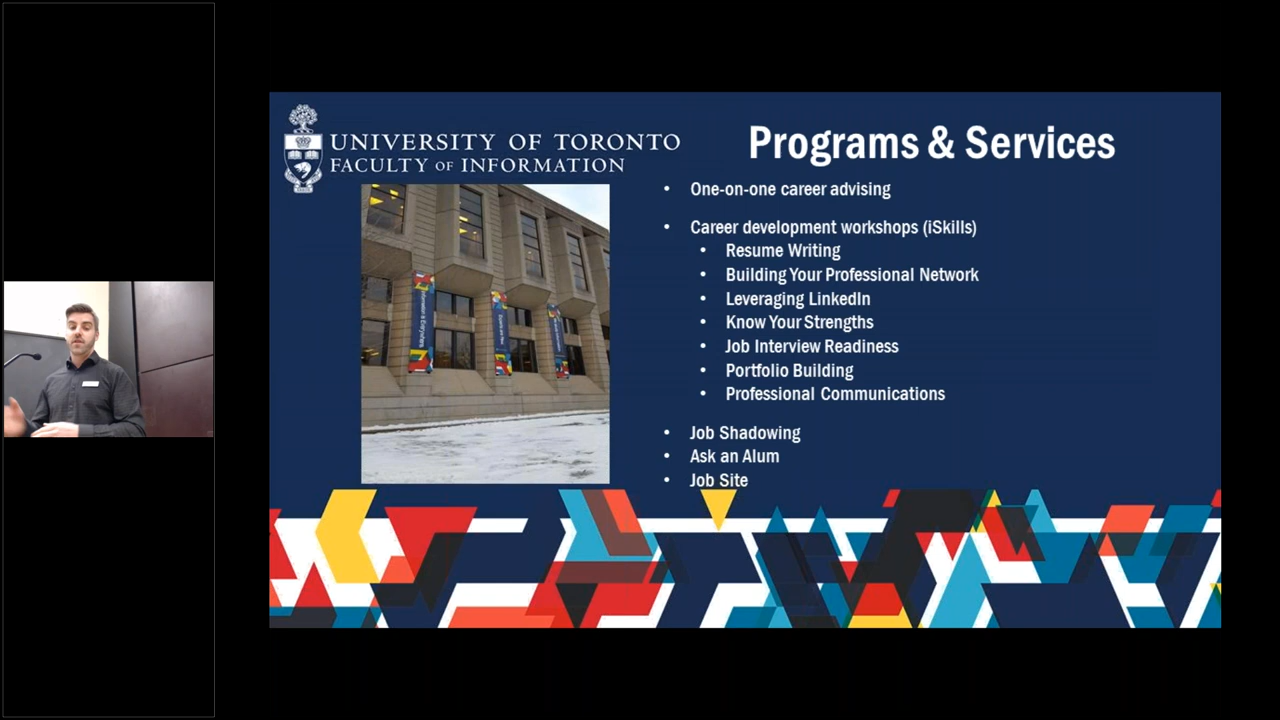 UNIVERSITY OF TORONTO
FACULTY OF INFORMATION
Programs & Services
• One-on-one career advising
• Career development workshops (iSkills)
• Resume Writing
• Building Your Professional Network
• Leveraging LinkedIn
• Know Your Strengths
• Job Interview Readiness
• Portfolio Building
• Professional Communications
• Job Shadowing
• Ask an Alum
• Job Site